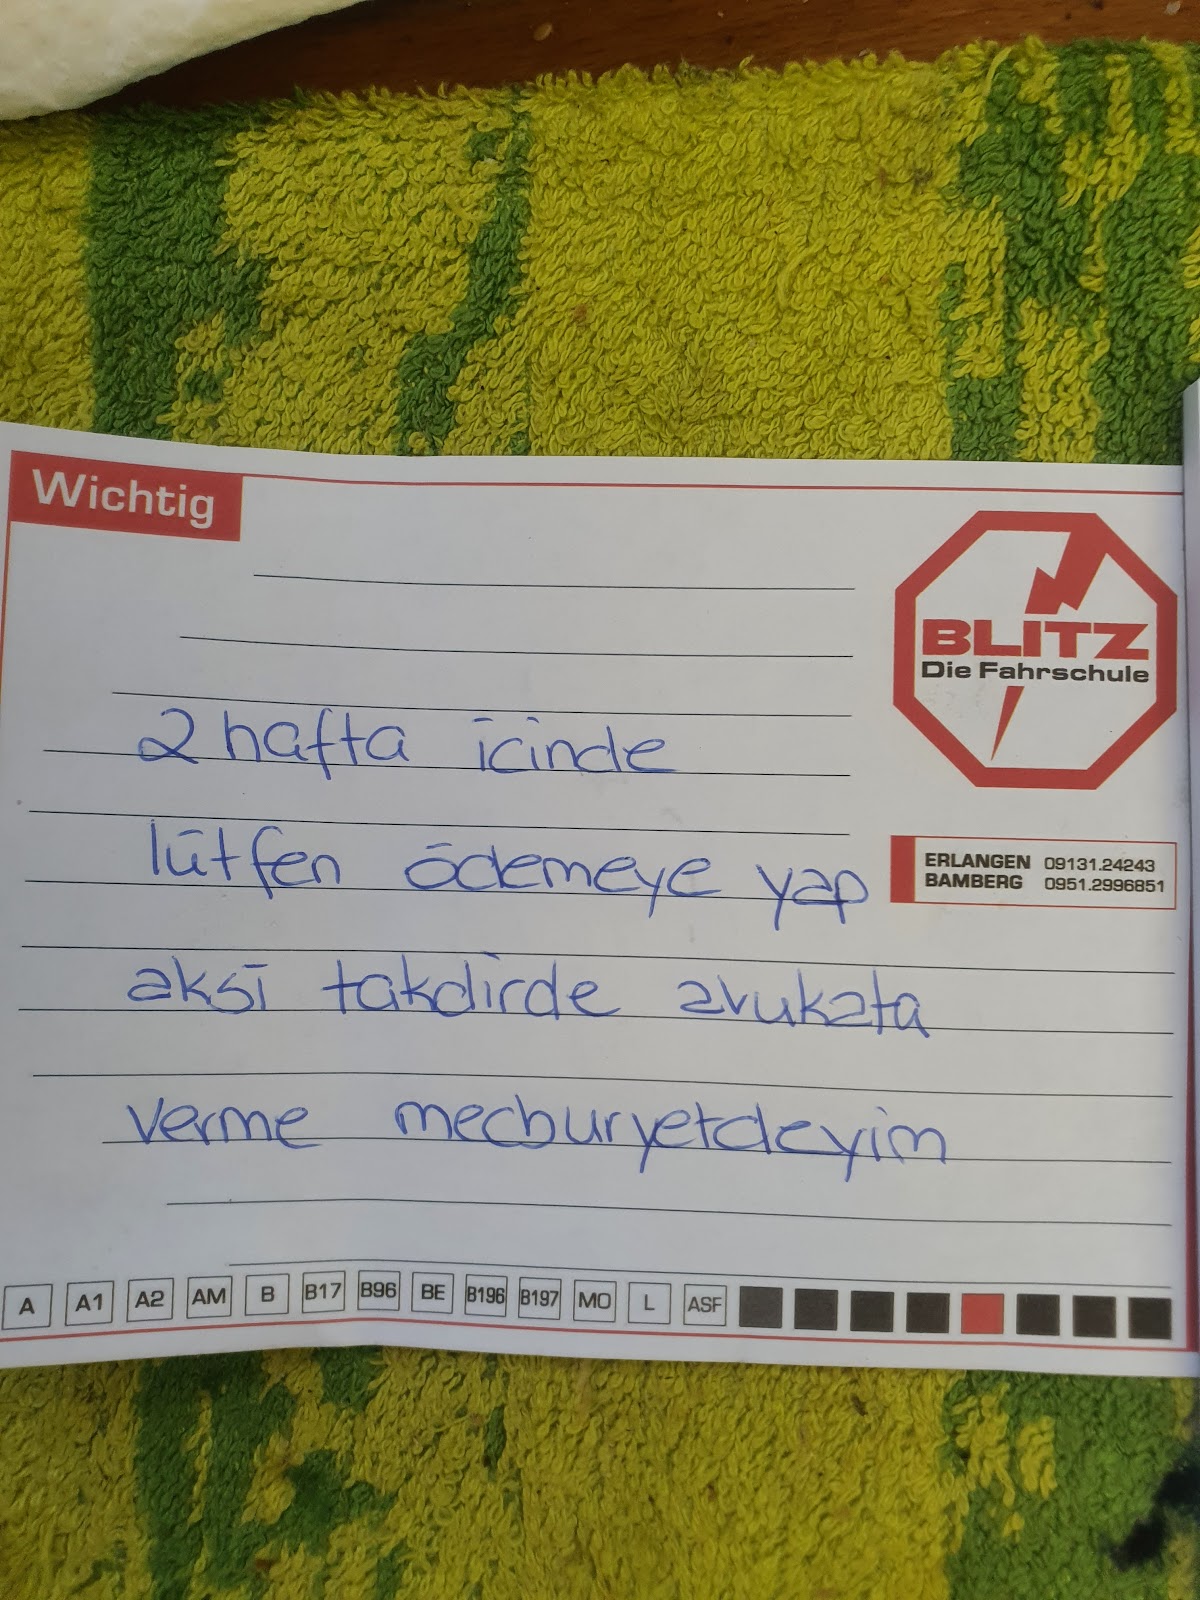 Wichtig
BLITZ
Die Fahrschule
2 hafta icinde
lütfen ödemeye yap
ERLANGEN 09131.24243
BAMBERG 0951.2996851
aksi takdirde avukata
verme mecburyetdeyim
A A1 A2 AM B B17 B96 BE B196 B197 MO L ASF